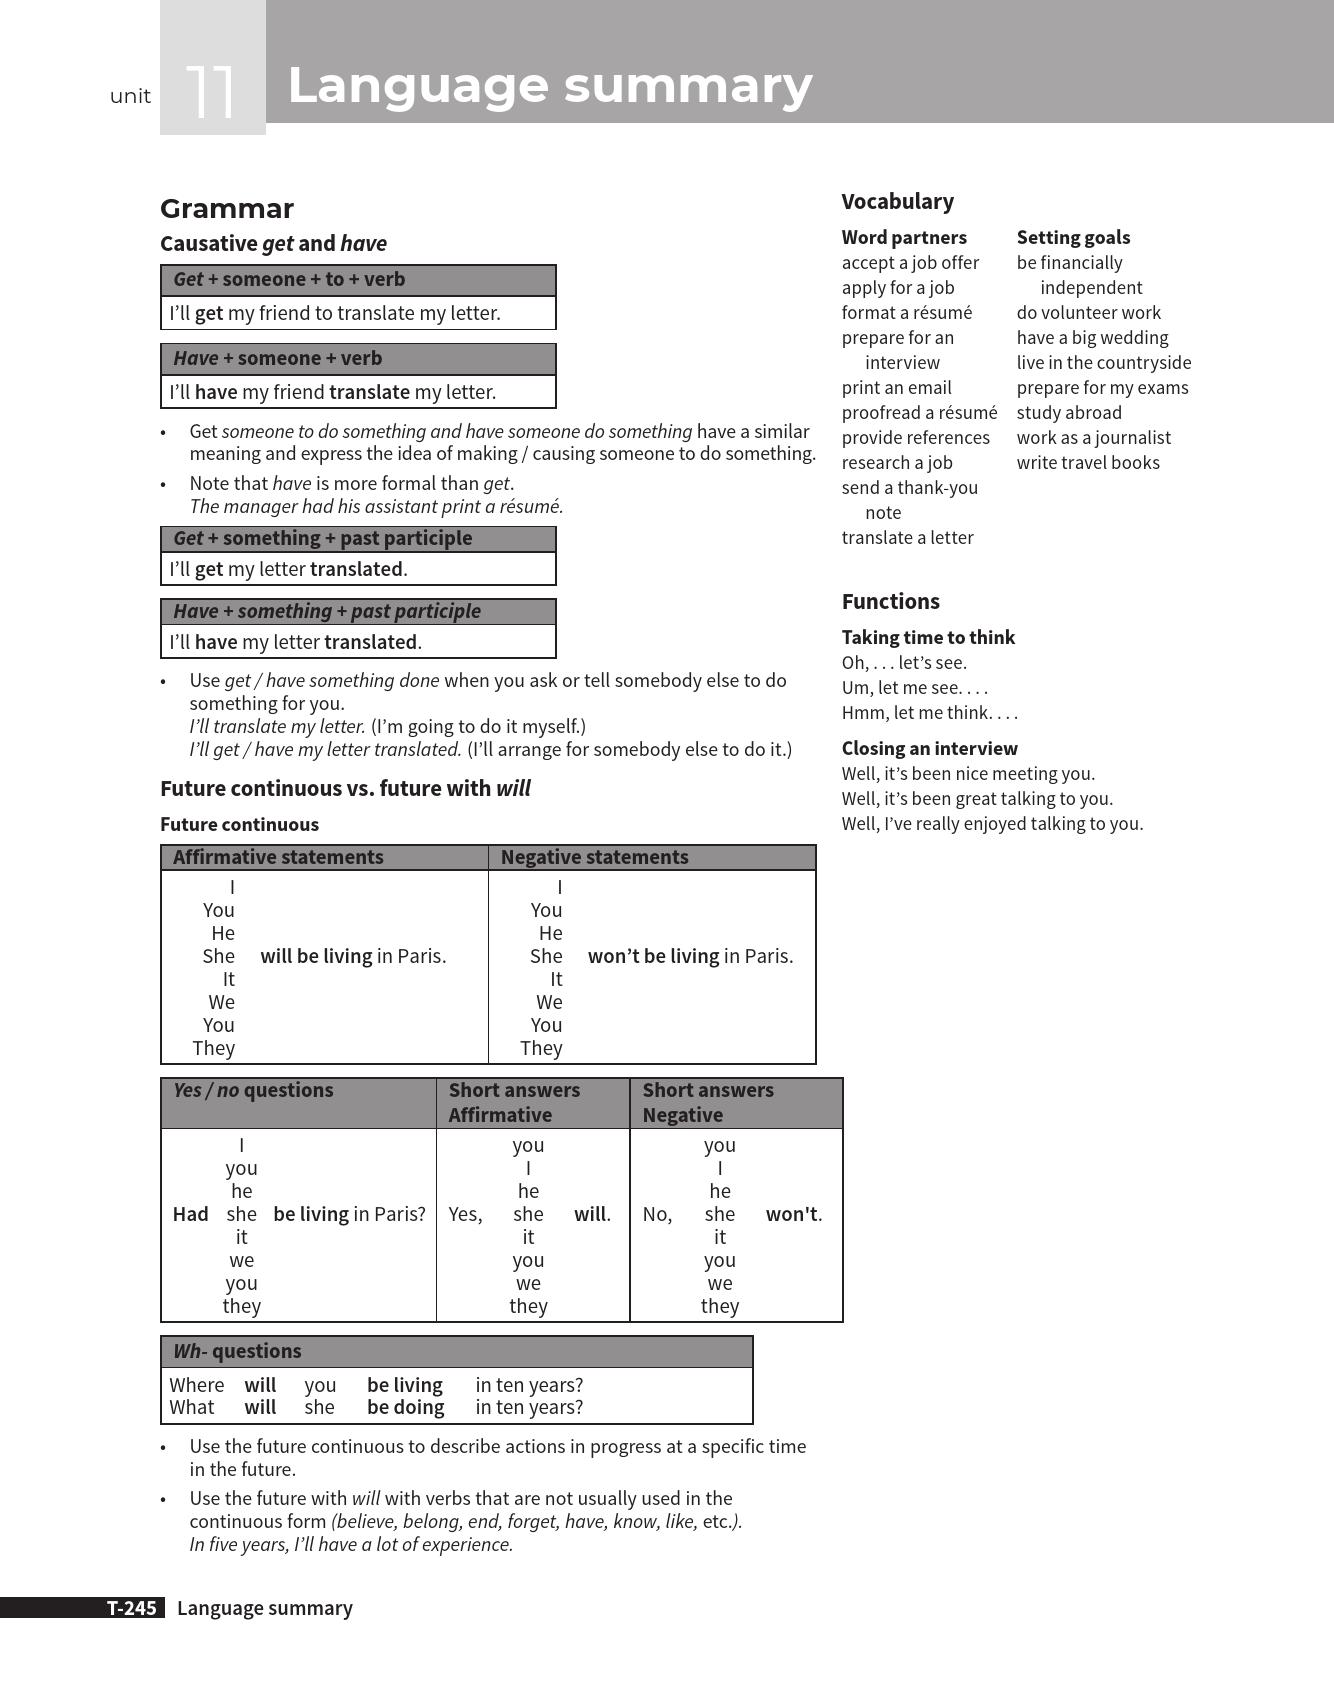 unit 11 Language summary
Grammar
Causative get and have
Get + someone + to + verb
I'll get my friend to translate my letter.
Have + someone + verb
I'll have my friend translate my letter.
• Get someone to do something and have someone do something have a similar
meaning and express the idea of making / causing someone to do something.
• Note that have is more formal than get.
The manager had his assistant print a résumé.
Get + something + past participle
I'll get my letter translated.
Have + something + past participle
I'll have my letter translated.
• Use get / have something done when you ask or tell somebody else to do
something for you.
I'll translate my letter. (I'm going to do it myself.)
I'll get / have my letter translated. (I'll arrange for somebody else to do it.)
Future continuous vs. future with will
Future continuous
Affirmative statements Negative statements
I I
You You
He He
She will be living in Paris. She won't be living in Paris.
It It
We We
You You
They They
Yes / no questions Short answers Short answers
Affirmative Negative
I you you
you I I
he he he
Had she be living in Paris? Yes, she will. No, she won't.
it it it
we you you
you we we
they they they
Wh- questions
Where will you be living in ten years?
What will she be doing in ten years?
• Use the future continuous to describe actions in progress at a specific time
in the future.
• Use the future with will with verbs that are not usually used in the
continuous form (believe, belong, end, forget, have, know, like, etc.).
In five years, I'll have a lot of experience.
Vocabulary
Word partners
accept a job offer
apply for a job
format a résumé
prepare for an
interview
print an email
proofread a résumé
provide references
research a job
send a thank-you
note
translate a letter
Setting goals
be financially
independent
do volunteer work
have a big wedding
live in the countryside
prepare for my exams
study abroad
work as a journalist
write travel books
Functions
Taking time to think
Oh, . . . let's see.
Um, let me see. . . .
Hmm, let me think. . . .
Closing an interview
Well, it's been nice meeting you.
Well, it's been great talking to you.
Well, I've really enjoyed talking to you.
T-245 Language summary